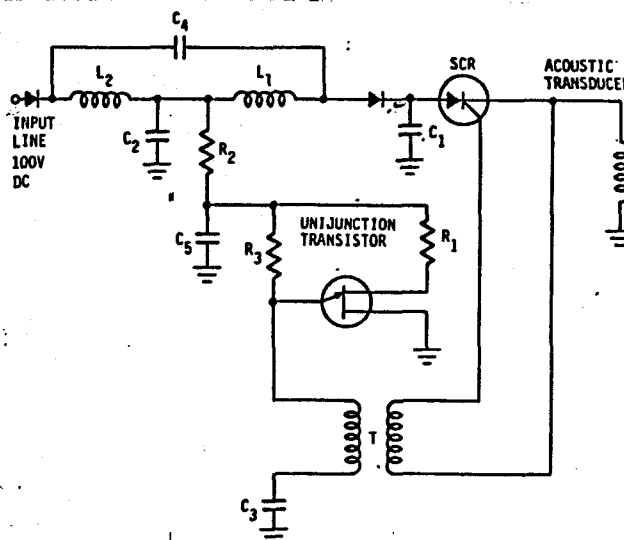 C4
SCR
ACOUSTIC
TRANSDUCER
L2
L1
INPUT
LINE
100V
DC
C2
R2
C1
C5
R3
UNIJUNCTION
TRANSISTOR
R1
T
C3